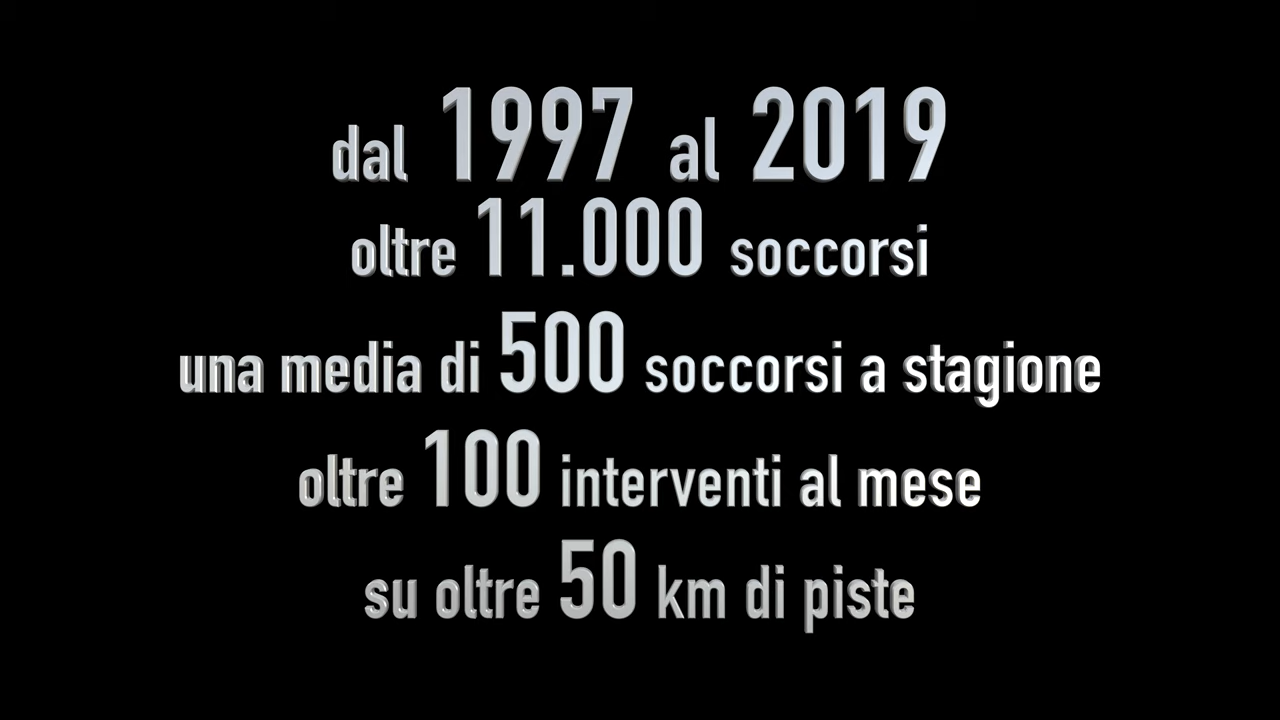 dal 1997 al 2019
oltre 11.000 soccorsi
una media di 500 soccorsi a stagione
oltre 100 interventi al mese
su oltre 50 km di piste